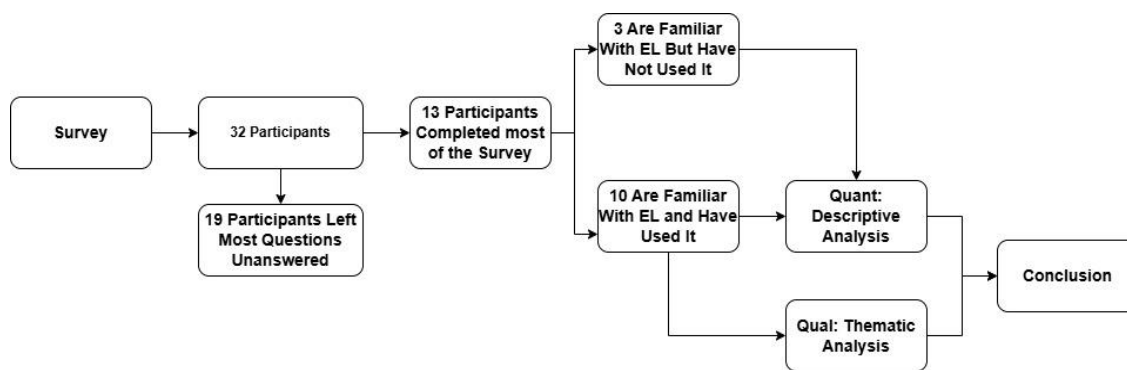 Survey
32 Participants
19 Participants Left
Most Questions
Unanswered
13 Participants
Completed most
of the Survey
3 Are Familiar
With EL But Have
Not Used It
10 Are Familiar
With EL and Have
Used It
Quant:
Descriptive
Analysis
Qual: Thematic
Analysis
Conclusion